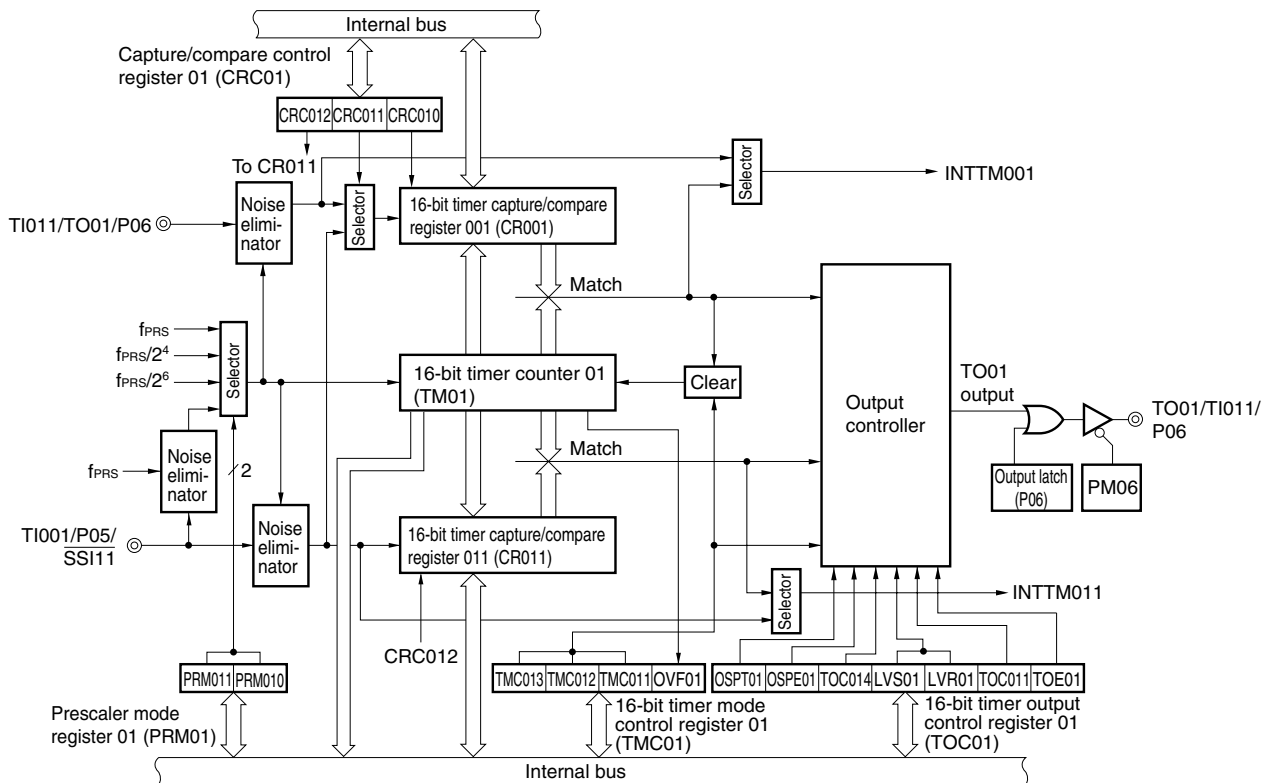 Internal bus
Capture/compare control
register 01 (CRC01)
CRC012 CRC011 CRC010
To CR011
Selector
INTTM001
TI011/TO01/P06
Noise
elimi-
nator
Selector
16-bit timer capture/compare
register 001 (CR001)
Match
fPRS
fPRS/2⁴
fPRS/2⁶
Selector
16-bit timer counter 01
(TM01)
Clear
Output
controller
TO01
output
TO01/TI011/
P06
fPRS
Noise
elimi-
nator
2
Match
Output latch
(P06)
PM06
TI001/P05/
SSI11
Noise
elimi-
nator
16-bit timer capture/compare
register 011 (CR011)
Selector
INTTM011
CRC012
PRM011 PRM010
TMC013 TMC012 TMC011 OVF01
OSPT01 OSPE01 TOC014 LVS01 LVR01 TOC011 TOE01
Prescaler mode
register 01 (PRM01)
16-bit timer mode
control register 01
(TMC01)
16-bit timer output
control register 01
(TOC01)
Internal bus